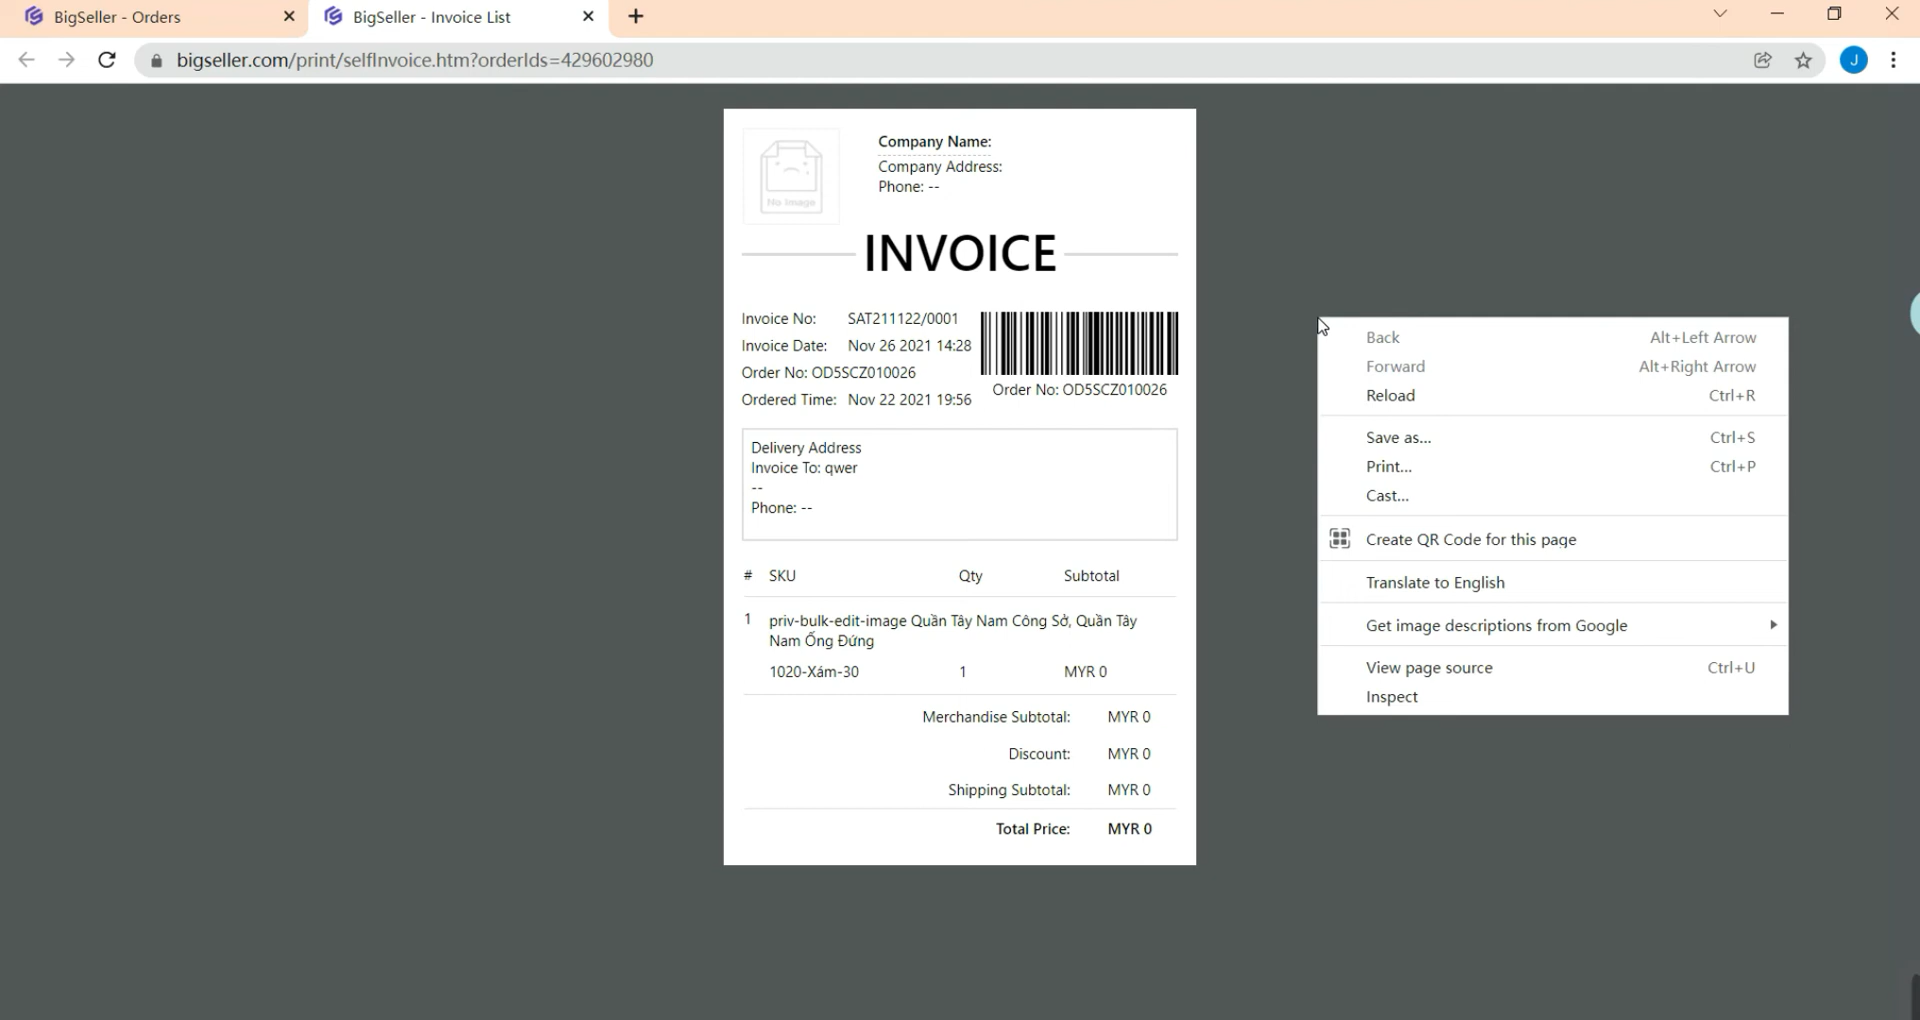 BigSeller - Orders
BigSeller - Invoice List
bigseller.com/print/selfInvoice.htm?orderIds=429602980
J
No Image
Company Name:
Company Address:
Phone: --
INVOICE
Invoice No: SAT211122/0001
Invoice Date: Nov 26 2021 14:28
Order No: OD5SCZ010026
Ordered Time: Nov 22 2021 19:56
Order No: OD5SCZ010026
Delivery Address
Invoice To: qwer
--
Phone: --
# SKU Qty Subtotal
1 priv-bulk-edit-image Quần Tây Nam Công Sở, Quần Tây
Nam Ống Đứng
1020-Xám-30 1 MYR 0
Merchandise Subtotal: MYR 0
Discount: MYR 0
Shipping Subtotal: MYR 0
Total Price: MYR 0
Back Alt+Left Arrow
Forward Alt+Right Arrow
Reload Ctrl+R
Save as... Ctrl+S
Print... Ctrl+P
Cast...
Create QR Code for this page
Translate to English
Get image descriptions from Google
View page source Ctrl+U
Inspect